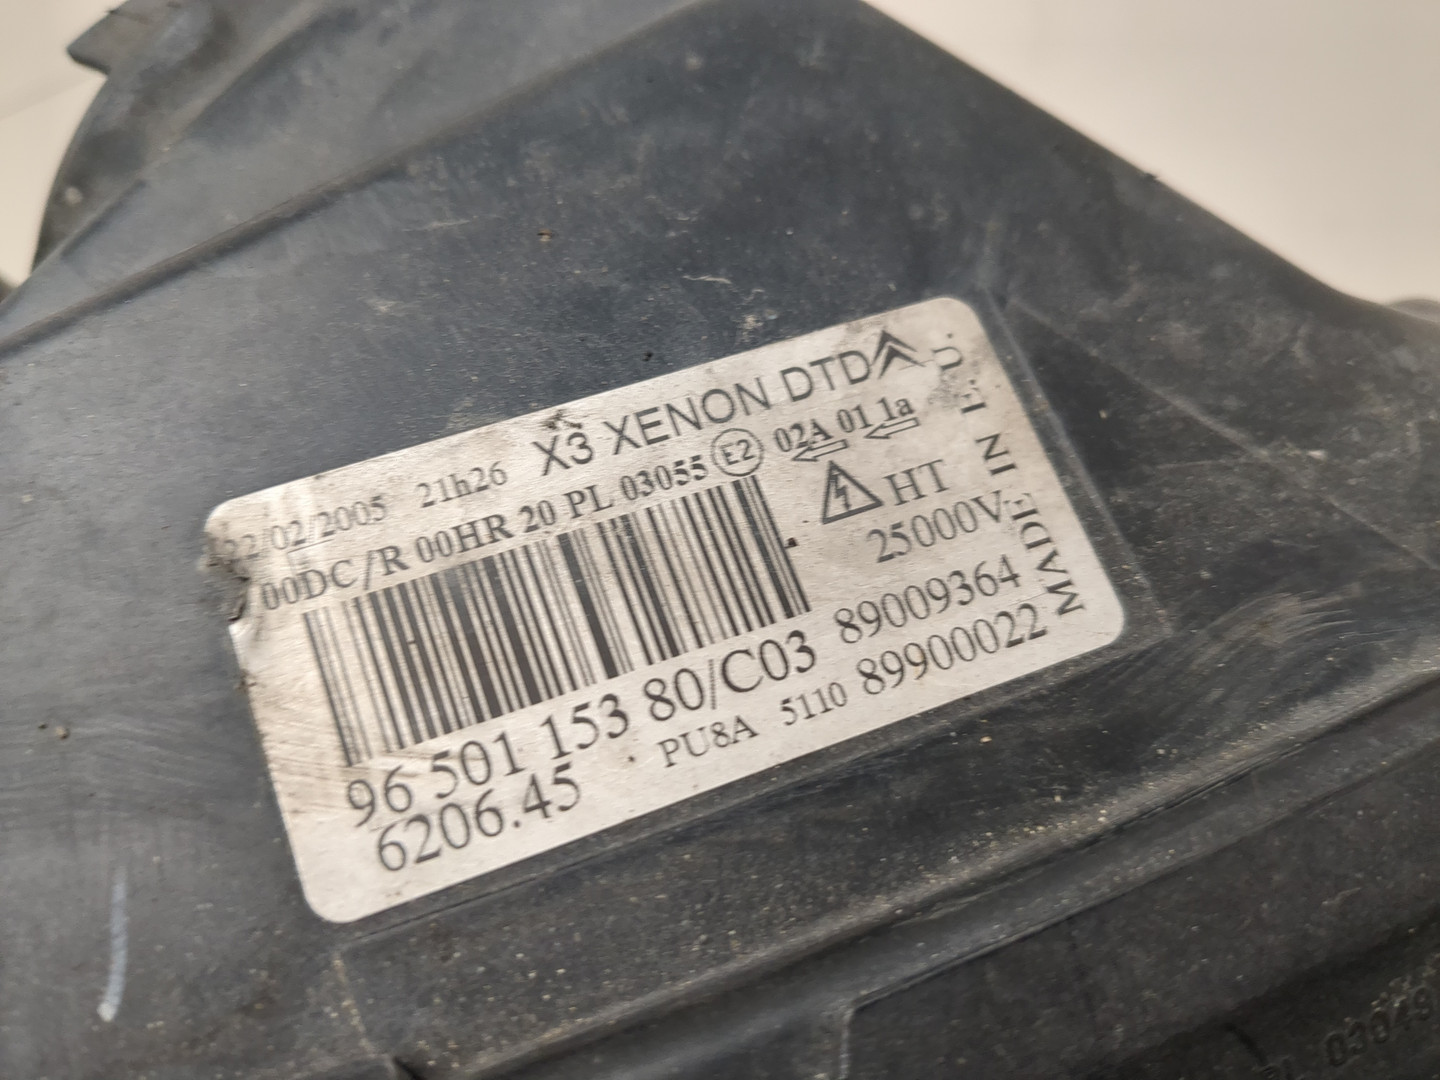 22/02/2005 21h26 X3 XENON DTD
00DC/R 00HR 20 PL 03055 E2 02A 01 1a
HT
25000V
MADE IN E.U.
96 501 153 80/C03 89009364
6206.45 PU8A 5110 89900022